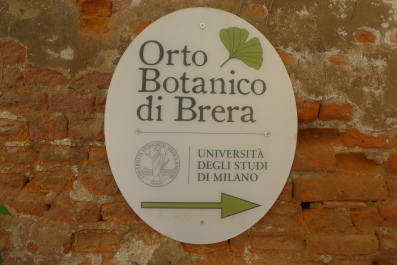 Orto
Botanico
di Brera
UNIVERSITÀ
DEGLI STUDI
DI MILANO